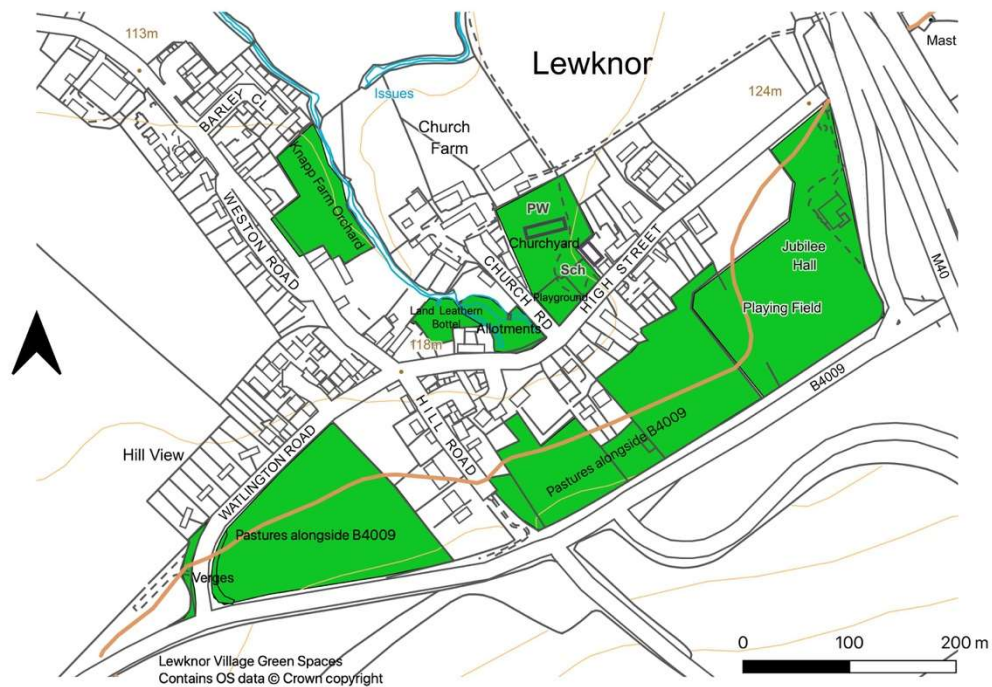 113m
Lewknor
Mast
BARLEY CL
Issues
124m
Church
Farm
Knapp Farm Orchard
WESTON ROAD
PW
Churchyard
CHURCH RD
Sch
HIGH STREET
Jubilee
Hall
M40
Playground
Land Leathern
Bottel
Allotments
Playing Field
118m
B4009
HILL ROAD
Hill View
WATLINGTON ROAD
Pastures alongside B4009
Pastures alongside B4009
Verges
0 100 200 m
Lewknor Village Green Spaces
Contains OS data © Crown copyright